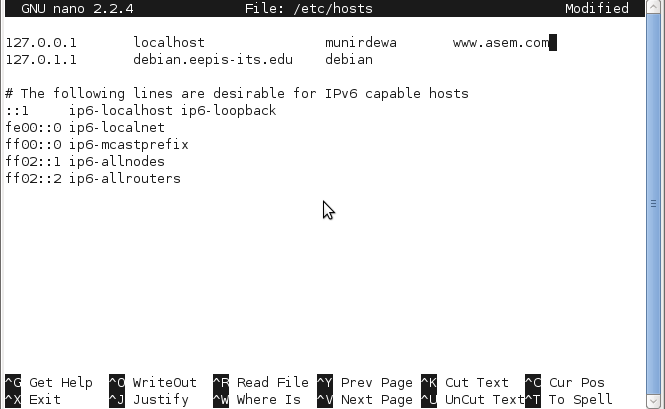 GNU nano 2.2.4 File: /etc/hosts Modified
127.0.0.1 localhost munirdewa www.asem.com
127.0.1.1 debian.eepis-its.edu debian
# The following lines are desirable for IPv6 capable hosts
::1 ip6-localhost ip6-loopback
fe00::0 ip6-localnet
ff00::0 ip6-mcastprefix
ff02::1 ip6-allnodes
ff02::2 ip6-allrouters
^G Get Help ^O WriteOut ^R Read File ^Y Prev Page ^K Cut Text ^C Cur Pos
^X Exit ^J Justify ^W Where Is ^V Next Page ^U UnCut Text ^T To Spell